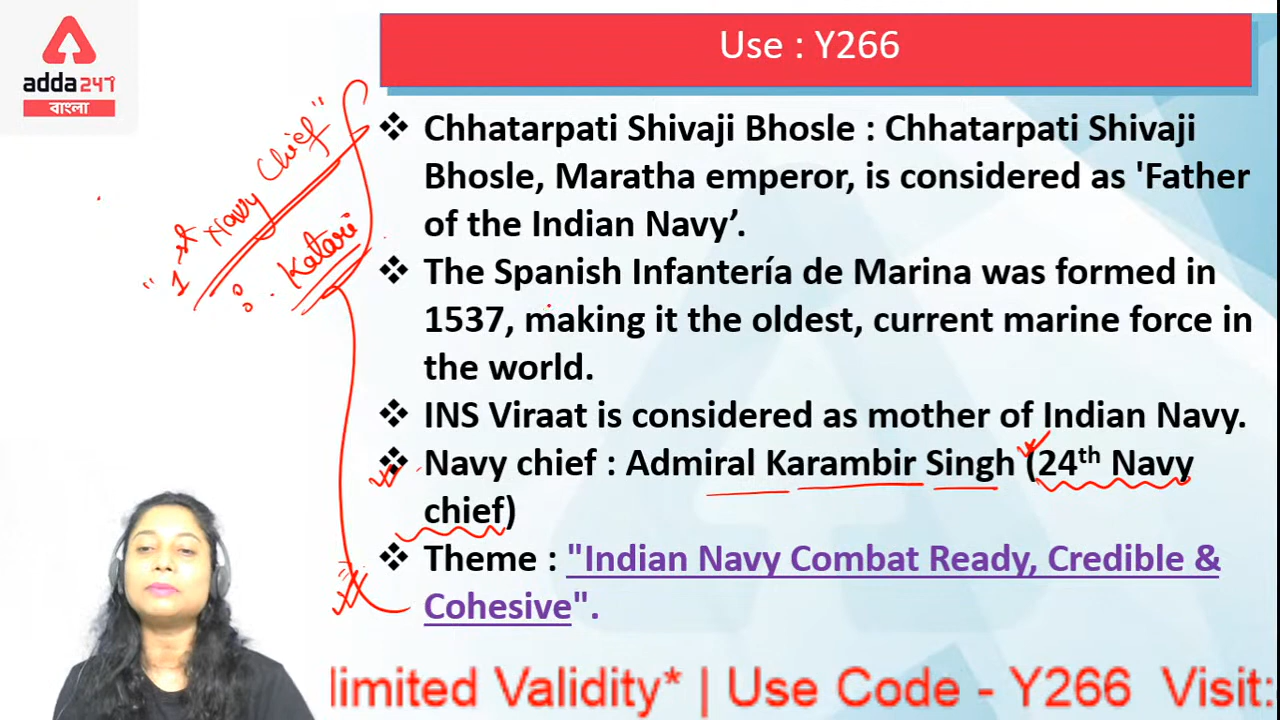 adda247
বাংলা
Use : Y266
"1st Navy Chief"
: Katari
❖ Chhatarpati Shivaji Bhosle : Chhatarpati Shivaji
Bhosle, Maratha emperor, is considered as 'Father
of the Indian Navy’.
❖ The Spanish Infantería de Marina was formed in
1537, making it the oldest, current marine force in
the world.
❖ INS Viraat is considered as mother of Indian Navy.
❖ Navy chief : Admiral Karambir Singh (24th Navy
chief)
❖ Theme : "Indian Navy Combat Ready, Credible &
Cohesive".
limited Validity* | Use Code - Y266 Visit: